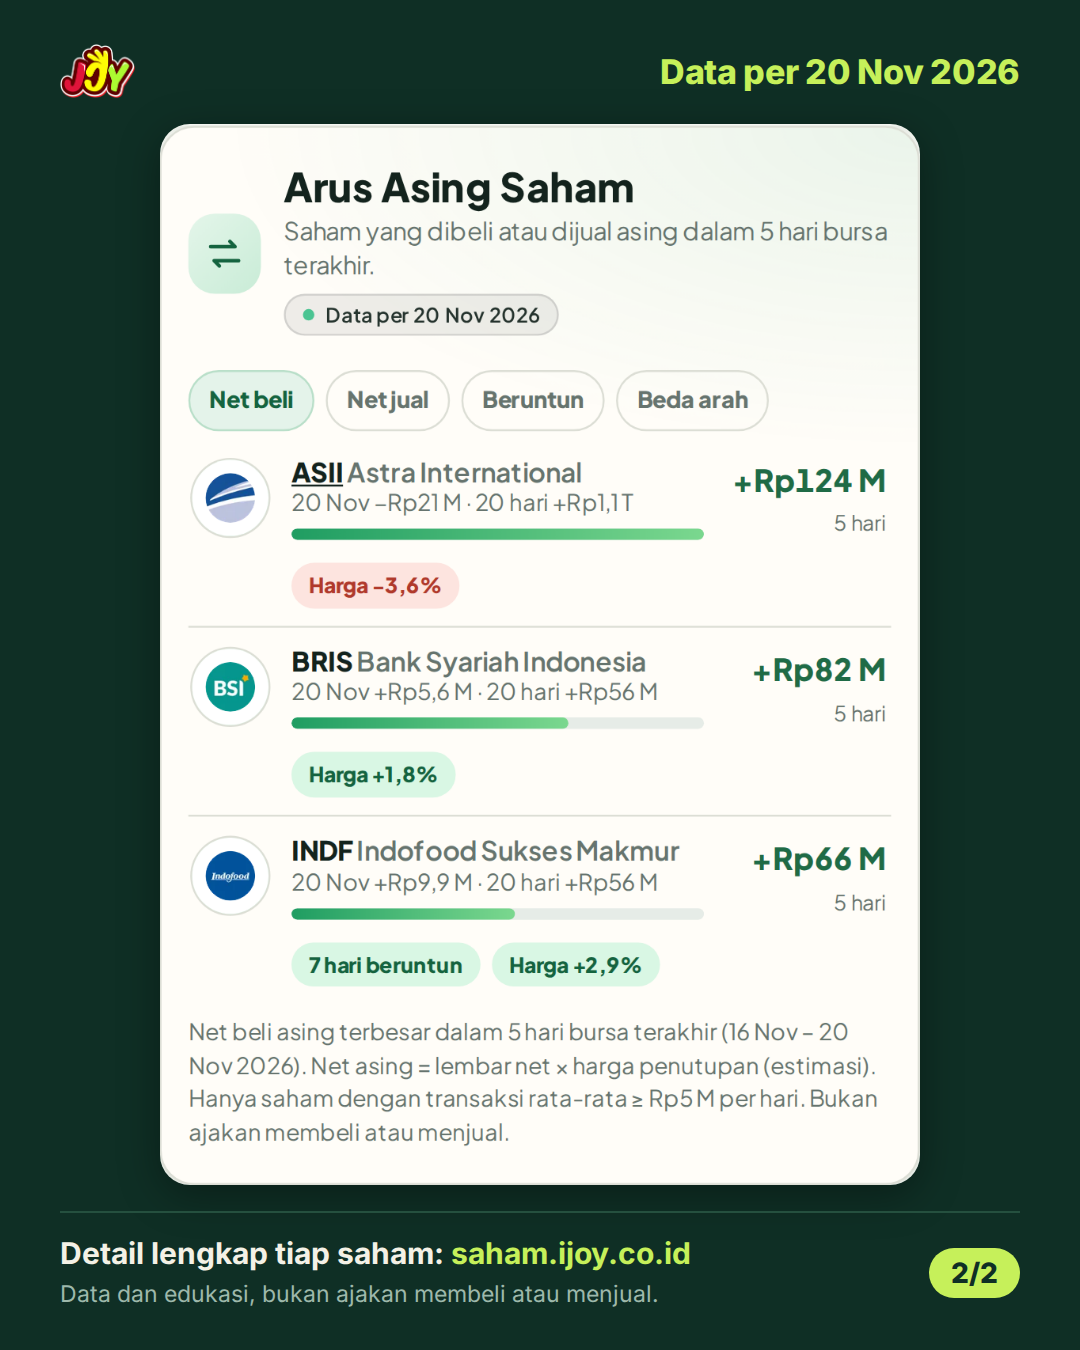 JOY
Data per 20 Nov 2026
Arus Asing Saham
Saham yang dibeli atau dijual asing dalam 5 hari bursa
terakhir.
Data per 20 Nov 2026
Net beli
Net jual
Beruntun
Beda arah
ASII Astra International
+Rp124 M
20 Nov −Rp21 M · 20 hari +Rp1,1 T
5 hari
Harga −3,6%
BSI
BRIS Bank Syariah Indonesia
+Rp82 M
20 Nov +Rp5,6 M · 20 hari +Rp56 M
5 hari
Harga +1,8%
Indofood
INDF Indofood Sukses Makmur
+Rp66 M
20 Nov +Rp9,9 M · 20 hari +Rp56 M
5 hari
7 hari beruntun
Harga +2,9%
Net beli asing terbesar dalam 5 hari bursa terakhir (16 Nov – 20
Nov 2026). Net asing = lembar net × harga penutupan (estimasi).
Hanya saham dengan transaksi rata-rata ≥ Rp5 M per hari. Bukan
ajakan membeli atau menjual.
Detail lengkap tiap saham: saham.ijoy.co.id
Data dan edukasi, bukan ajakan membeli atau menjual.
2/2